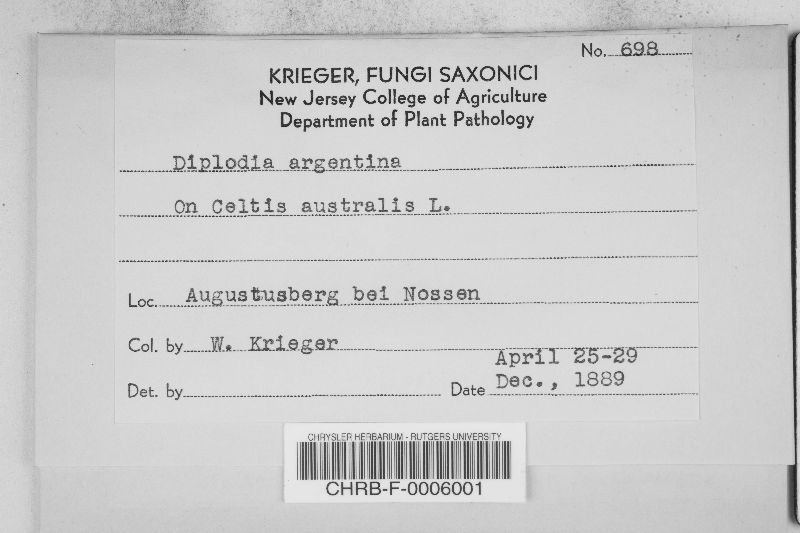 No. 698
KRIEGER, FUNGI SAXONICI
New Jersey College of Agriculture
Department of Plant Pathology
Diplodia argentina
On Celtis australis L.
Loc. Augustusberg bei Nossen
Col. by W. Krieger
April 25-29
Det. by Date Dec., 1889
CHRYSLER HERBARIUM - RUTGERS UNIVERSITY
CHRB-F-0006001